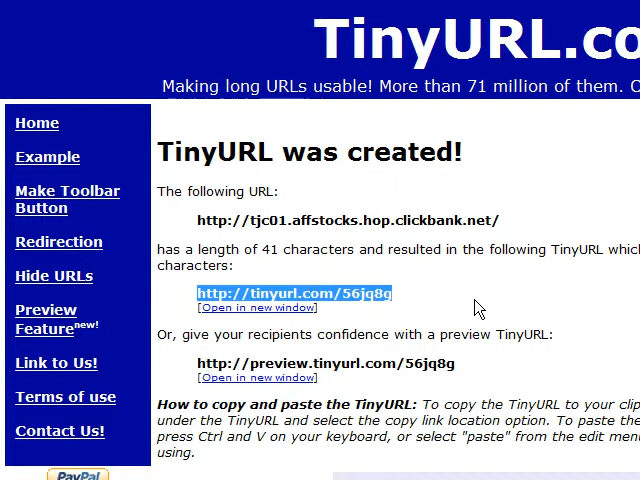 TinyURL.co
Making long URLs usable! More than 71 million of them. O
Home
Example
Make Toolbar
Button
Redirection
Hide URLs
Preview
Feature new!
Link to Us!
Terms of use
Contact Us!
PayPal
TinyURL was created!
The following URL:
http://tjc01.affstocks.hop.clickbank.net/
has a length of 41 characters and resulted in the following TinyURL which
characters:
http://tinyurl.com/56jq8g
[Open in new window]
Or, give your recipients confidence with a preview TinyURL:
http://preview.tinyurl.com/56jq8g
[Open in new window]
How to copy and paste the TinyURL: To copy the TinyURL to your clip
under the TinyURL and select the copy link location option. To paste the
press Ctrl and V on your keyboard, or select "paste" from the edit menu
using.